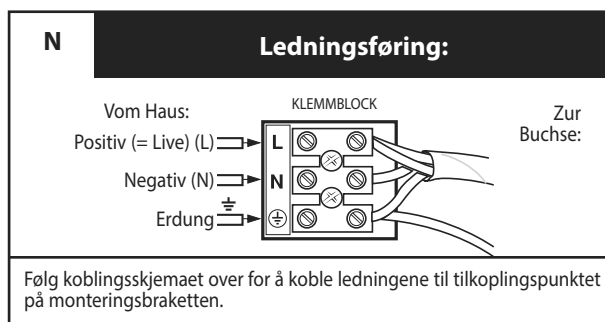 N
Ledningsføring:
Vom Haus:
KLEMMBLOCK
Zur
Buchse:
Positiv (= Live) (L)
L
Negativ (N)
N
Erdung
Følg koblingsskjemaet over for å koble ledningene til tilkoplingspunktet
på monteringsbraketten.